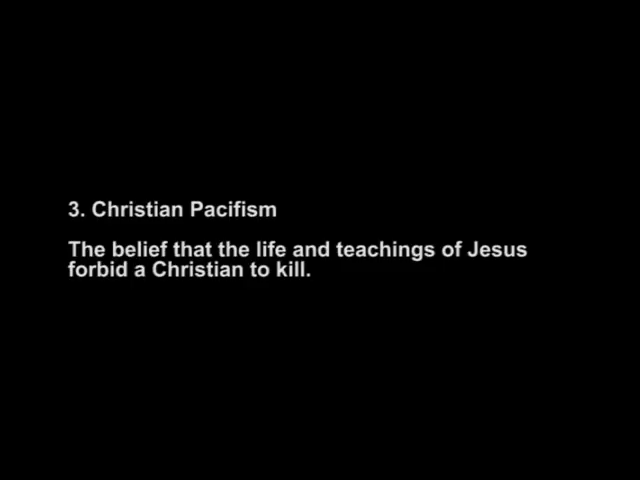 3. Christian Pacifism
The belief that the life and teachings of Jesus
forbid a Christian to kill.